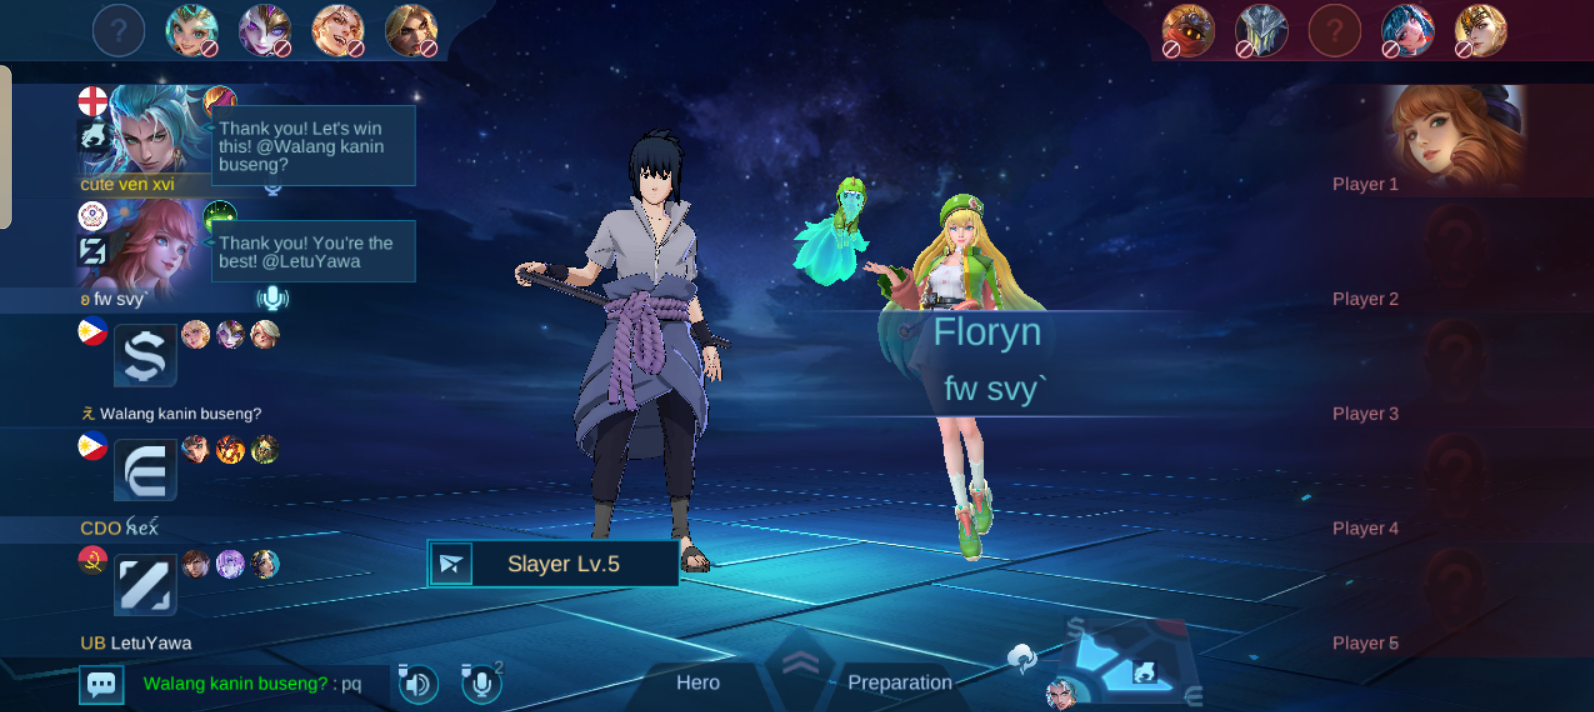 Thank you! Let's win
this! @Walang kanin
buseng?
cute ven xvi
Thank you! You're the
best! @LetuYawa
ʚ fw svy`
え Walang kanin buseng?
CDO
UB LetuYawa
Walang kanin buseng? : pq
2
Slayer Lv.5
Floryn
fw svy`
Hero
Preparation
Player 1
Player 2
Player 3
Player 4
Player 5